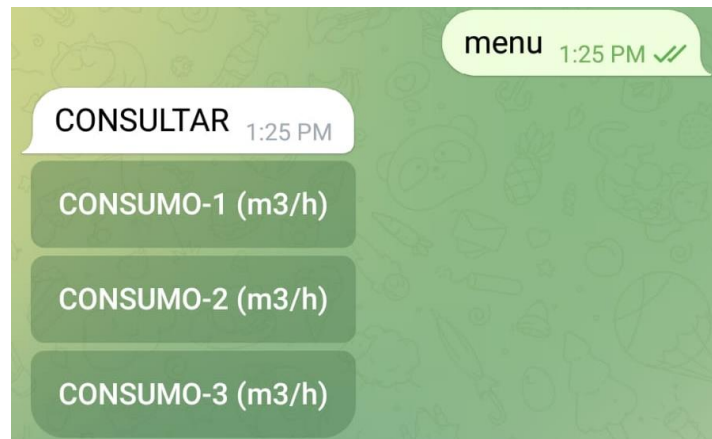 menu 1:25 PM
CONSULTAR 1:25 PM
CONSUMO-1 (m3/h)
CONSUMO-2 (m3/h)
CONSUMO-3 (m3/h)